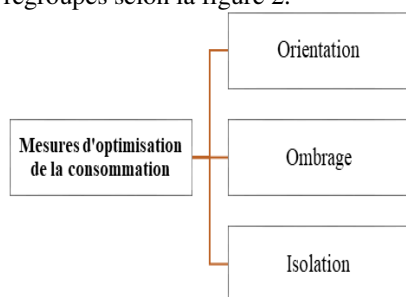 regroupés selon la figure 2.
Orientation
Mesures d'optimisation
de la consommation
Ombrage
Isolation